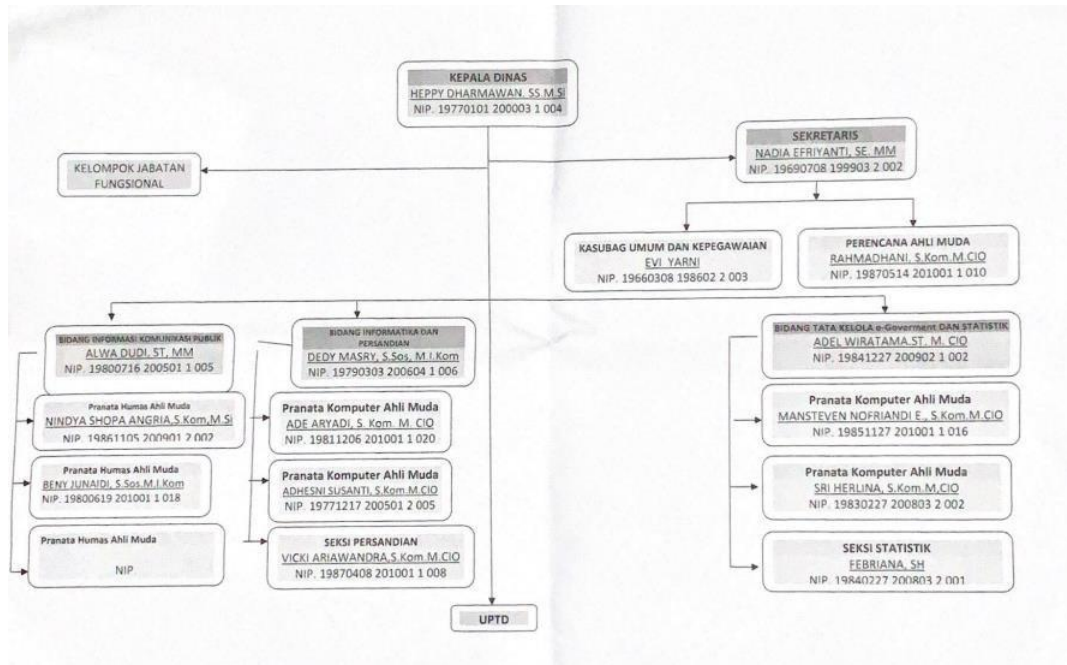 KEPALA DINAS
HEPPY DHARMAWAN, SS.M.Si
NIP. 19770101 200003 1 004
SEKRETARIS
NADIA EFRIYANTI, SE. MM
NIP. 19690708 199903 2 002
KELOMPOK JABATAN
FUNGSIONAL
KASUBAG UMUM DAN KEPEGAWAIAN
EVI YARNI
NIP. 19660308 198602 2 003
PERENCANA AHLI MUDA
RAHMADHANI, S.Kom.M.CIO
NIP. 19870514 201001 1 010
BIDANG INFORMASI KOMUNIKASI PUBLIK
ALWA DUDI, ST, MM
NIP. 19800716 200501 1 005
Pranata Humas Ahli Muda
NINDYA SHOPA ANGRIA,S.Kom,M.Si
NIP. 19861105 200901 2 002
Pranata Humas Ahli Muda
BENY JUNAIDI, S.Sos.M.I.Kom
NIP. 19800619 201001 1 018
Pranata Humas Ahli Muda
NIP.
BIDANG INFORMATIKA DAN
PERSANDIAN
DEDY MASRY, S.Sos, M.I.Kom
NIP. 19790303 200604 1 006
Pranata Komputer Ahli Muda
ADE ARYADI, S. Kom. M. CIO
NIP. 19811206 201001 1 020
Pranata Komputer Ahli Muda
ADHESNI SUSANTI, S.Kom.M.CIO
NIP. 19771217 200501 2 005
SEKSI PERSANDIAN
VICKI ARIAWANDRA,S.Kom.M.CIO
NIP. 19870408 201001 1 008
BIDANG TATA KELOLA e-Goverment DAN STATISTIK
ADEL WIRATAMA.ST, M. CIO
NIP. 19841227 200902 1 002
Pranata Komputer Ahli Muda
MANSTEVEN NOFRIANDI E., S.Kom.M.CIO
NIP. 19851127 201001 1 016
Pranata Komputer Ahli Muda
SRI HERLINA, S.Kom.M,CIO
NIP. 19830227 200803 2 002
SEKSI STATISTIK
FEBRIANA, SH
NIP. 19840227 200803 2 001
UPTD